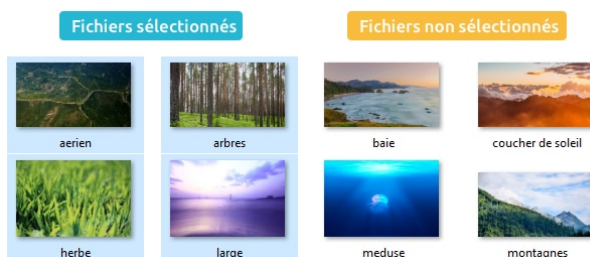 Fichiers sélectionnés
Fichiers non sélectionnés
aerien
arbres
baie
coucher de soleil
herbe
large
meduse
montagnes